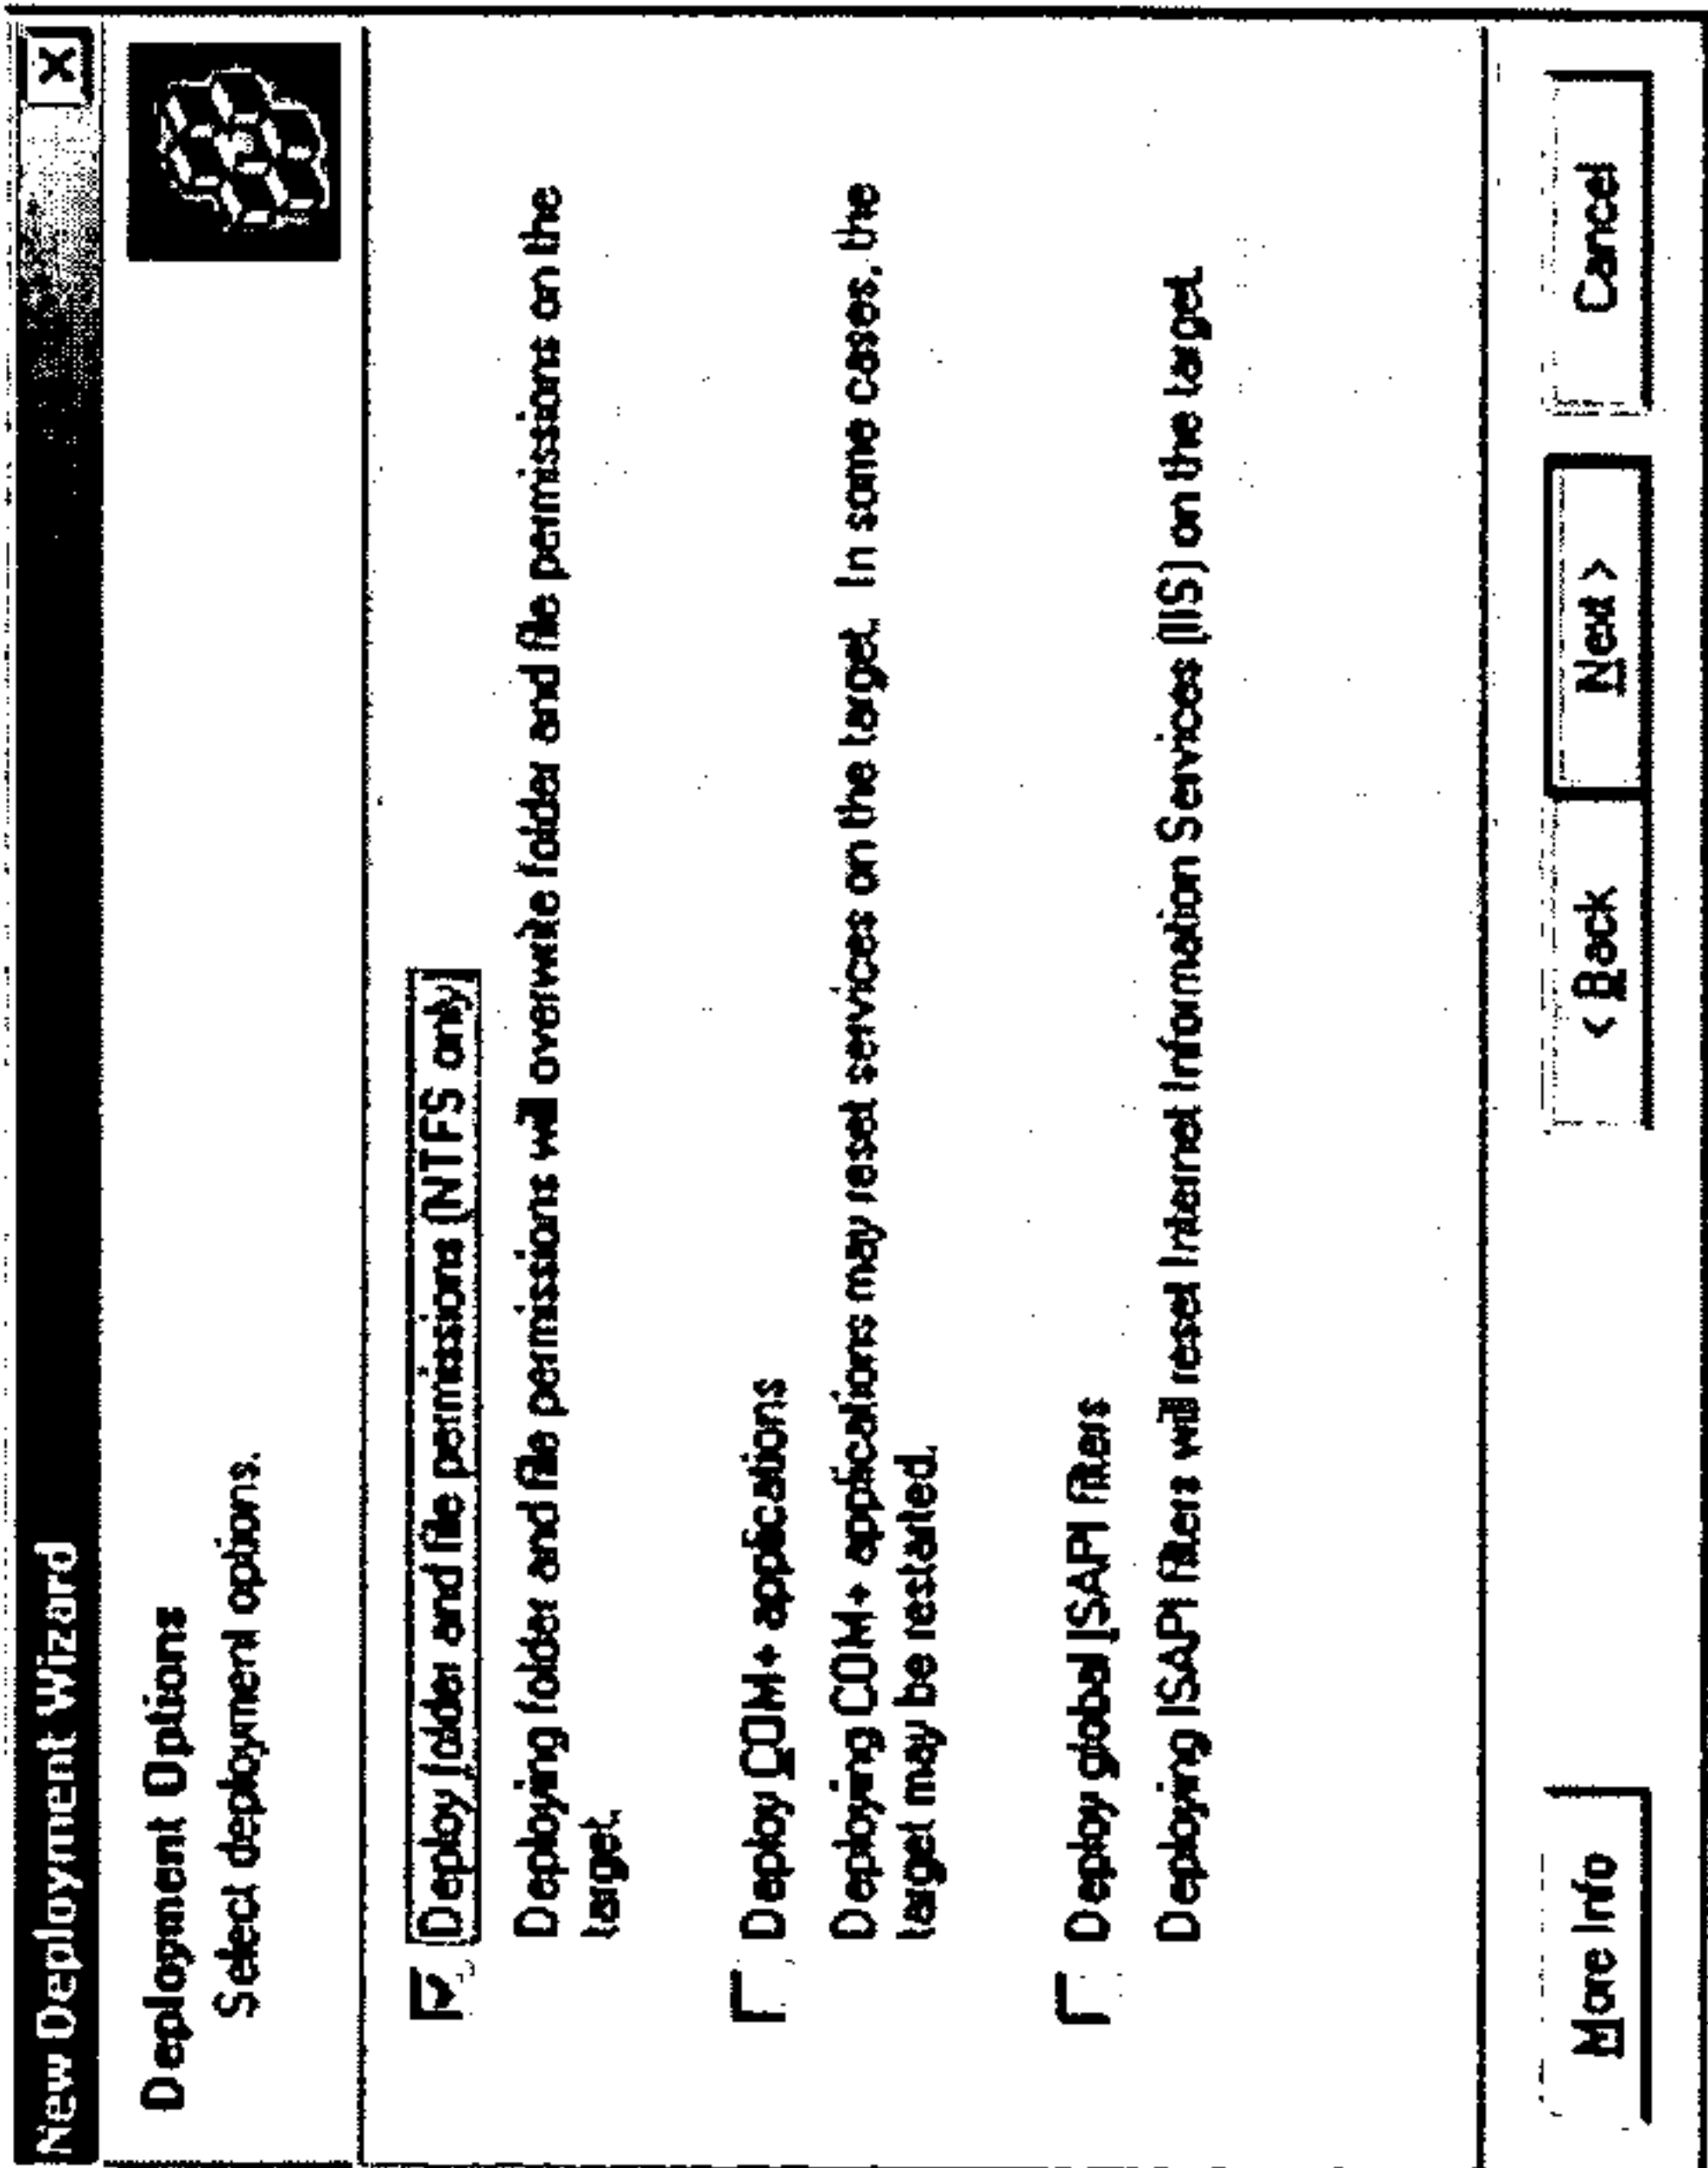 New Deployment Wizard
Deployment Options
Select deployment options.
Deploy folder and file permissions (NTFS only)
Deploying folder and file permissions will overwrite folder and file permissions on the
target.
Deploy COM+ applications
Deploying COM+ applications may reset services on the target. In some cases, the
target may be restarted.
Deploy global ISAPI filters
Deploying ISAPI filters will reset Internet Information Services (IIS) on the target.
More Info
< Back
Next >
Cancel